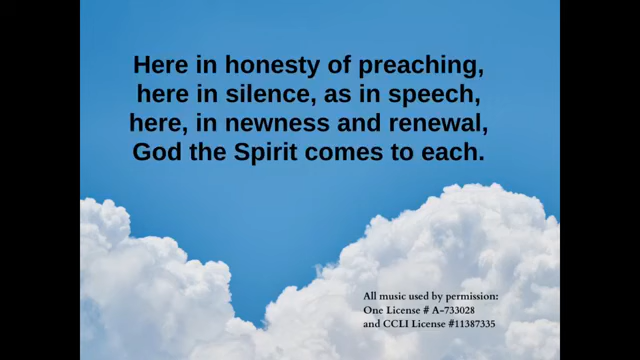 Here in honesty of preaching,
here in silence, as in speech,
here, in newness and renewal,
God the Spirit comes to each.
All music used by permission:
One License # A-733028
and CCLI License #11387335